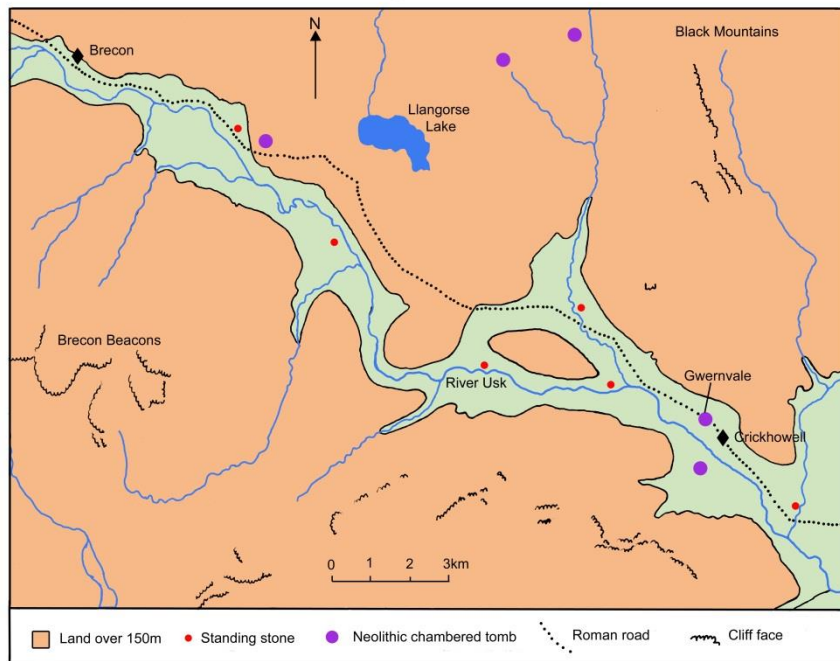 N
Black Mountains
Brecon
Llangorse
Lake
Brecon Beacons
River Usk
Gwernvale
Crickhowell
0 1 2 3km
Land over 150m
Standing stone
Neolithic chambered tomb
Roman road
Cliff face